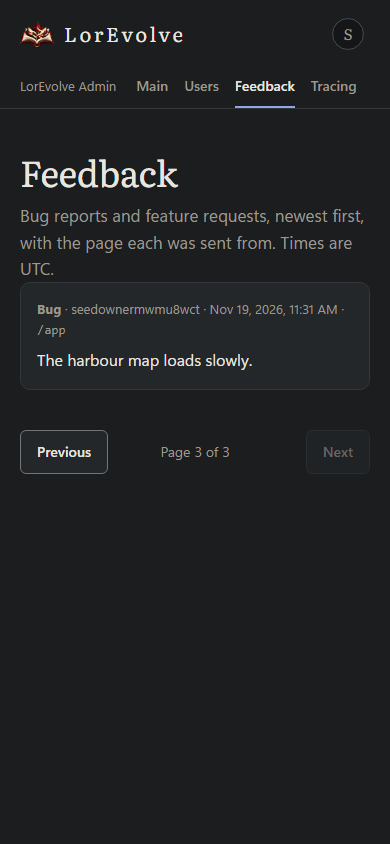 LorEvolve
S
LorEvolve Admin Main Users Feedback Tracing
Feedback
Bug reports and feature requests, newest first,
with the page each was sent from. Times are
UTC.
Bug · seedownermwmu8wct · Nov 19, 2026, 11:31 AM ·
/app
The harbour map loads slowly.
Previous Page 3 of 3 Next